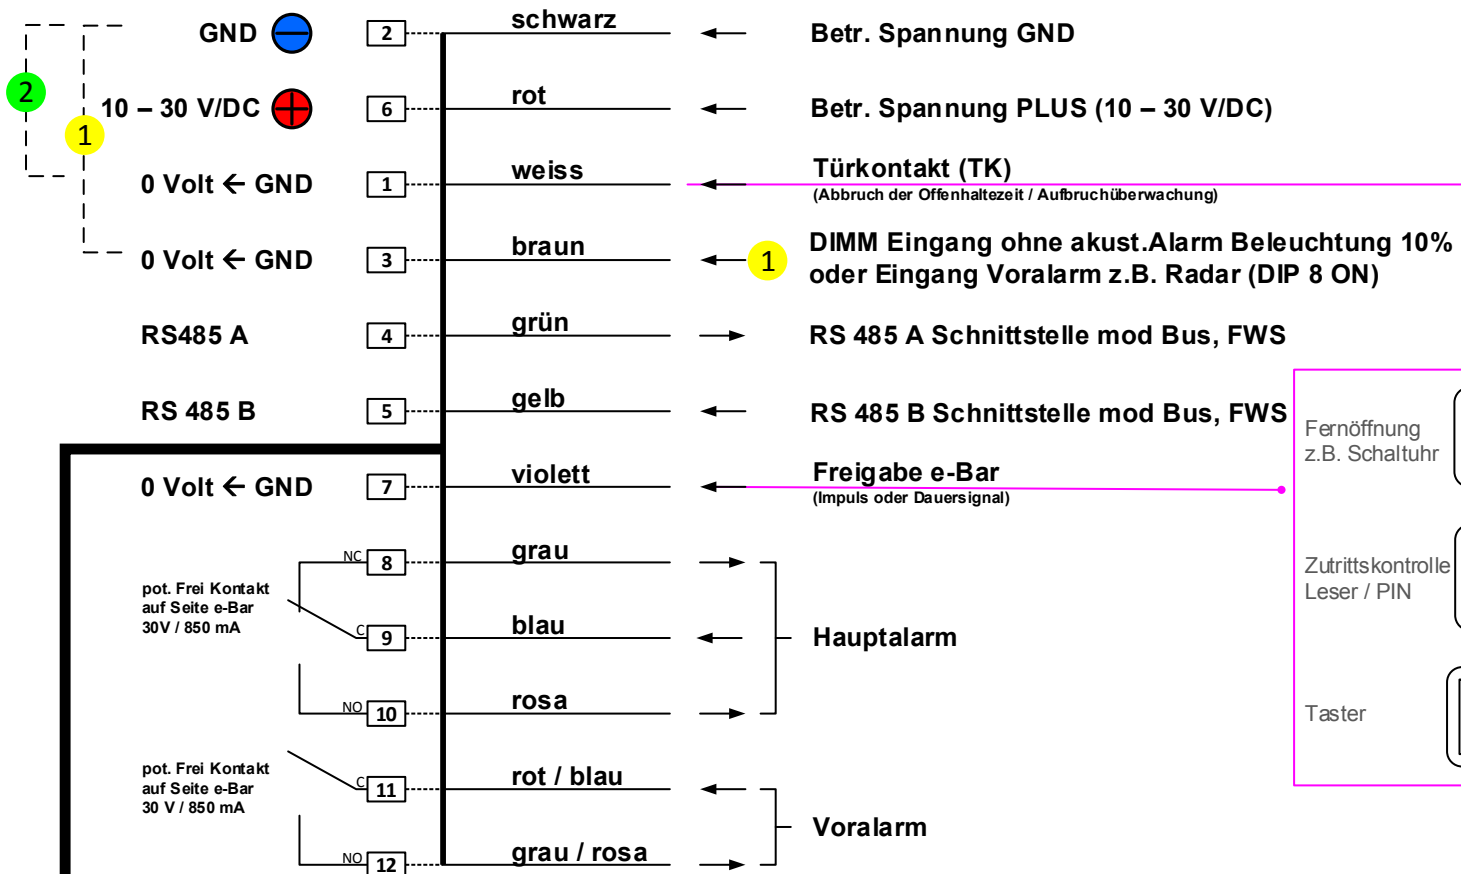 GND 2 schwarz Betr. Spannung GND
2
10 – 30 V/DC 6 rot Betr. Spannung PLUS (10 – 30 V/DC)
1
0 Volt ← GND 1 weiss Türkontakt (TK)
(Abbruch der Offenhaltezeit / Aufbruchüberwachung)
0 Volt ← GND 3 braun 1 DIMM Eingang ohne akust.Alarm Beleuchtung 10%
oder Eingang Voralarm z.B. Radar (DIP 8 ON)
RS485 A 4 grün RS 485 A Schnittstelle mod Bus, FWS
RS 485 B 5 gelb RS 485 B Schnittstelle mod Bus, FWS
Fernöffnung
z.B. Schaltuhr
0 Volt ← GND 7 violett Freigabe e-Bar
(Impuls oder Dauersignal)
NC 8 grau
pot. Frei Kontakt
auf Seite e-Bar
30V / 850 mA
Zutrittskontrolle
Leser / PIN
C 9 blau Hauptalarm
NO 10 rosa
Taster
pot. Frei Kontakt
auf Seite e-Bar
30 V / 850 mA
C 11 rot / blau
Voralarm
NO 12 grau / rosa